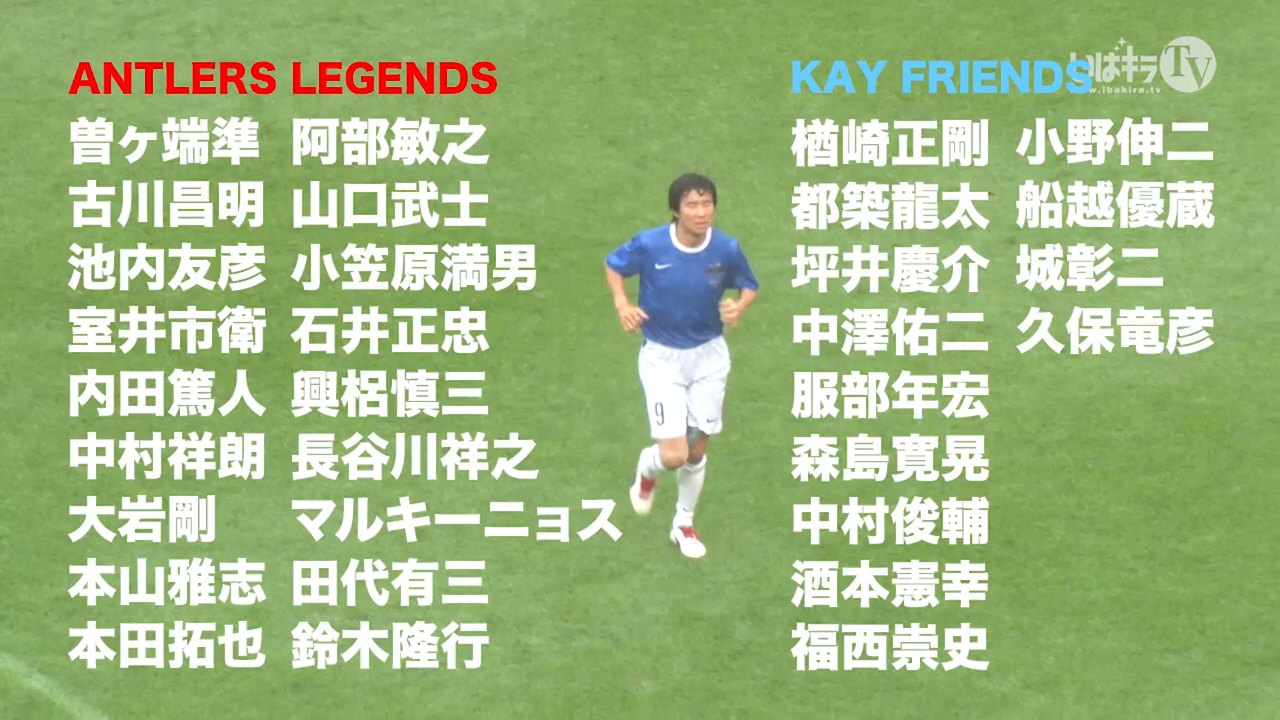 ANTLERS LEGENDS
曽ヶ端準 阿部敏之
古川昌明 山口武士
池内友彦 小笠原満男
室井市衛 石井正忠
内田篤人 興梠慎三
中村祥朗 長谷川祥之
大岩剛 マルキーニョス
本山雅志 田代有三
本田拓也 鈴木隆行
KAY FRIENDS
楢崎正剛 小野伸二
都築龍太 船越優蔵
坪井慶介 城彰二
中澤佑二 久保竜彦
服部年宏
森島寛晃
中村俊輔
酒本憲幸
福西崇史
ばキラTV
w.ibakira.tv
9